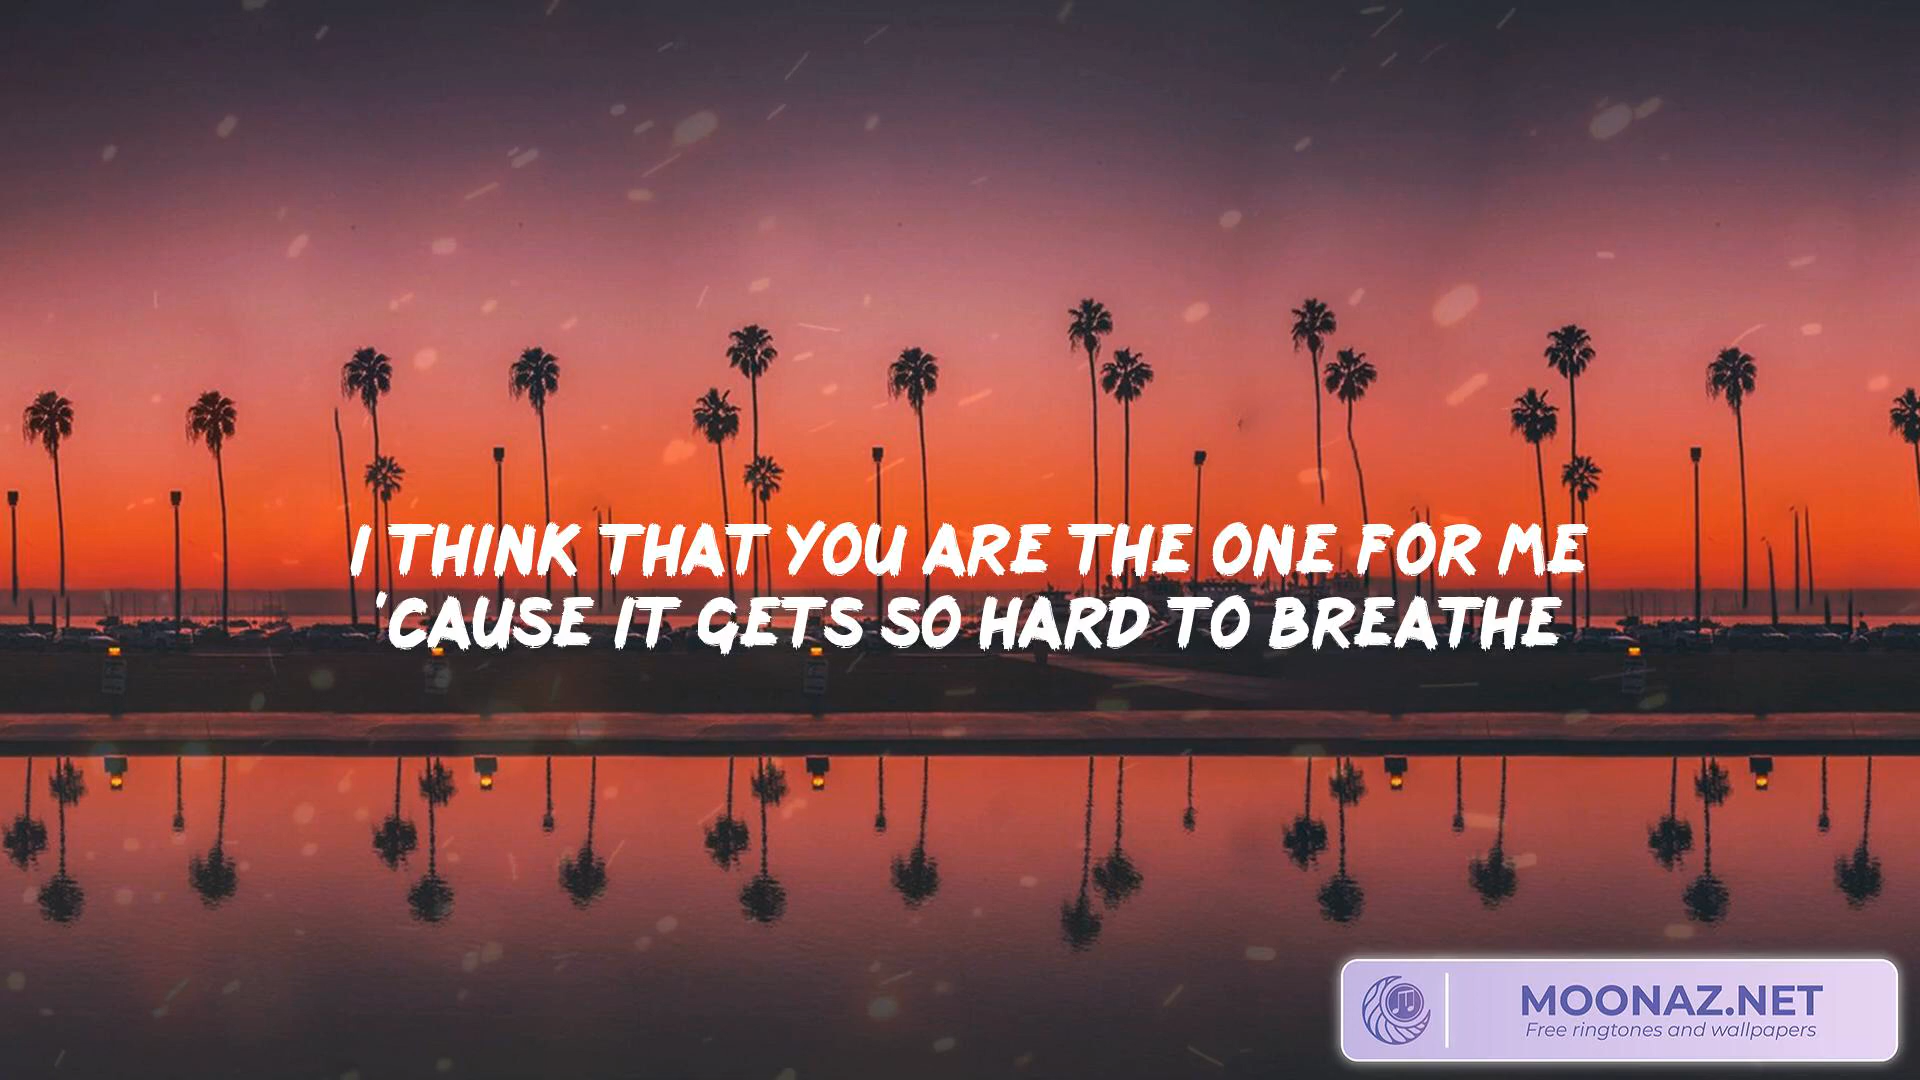 I THINK THAT YOU ARE THE ONE FOR ME
'CAUSE IT GETS SO HARD TO BREATHE
MOONAZ.NET
Free ringtones and wallpapers